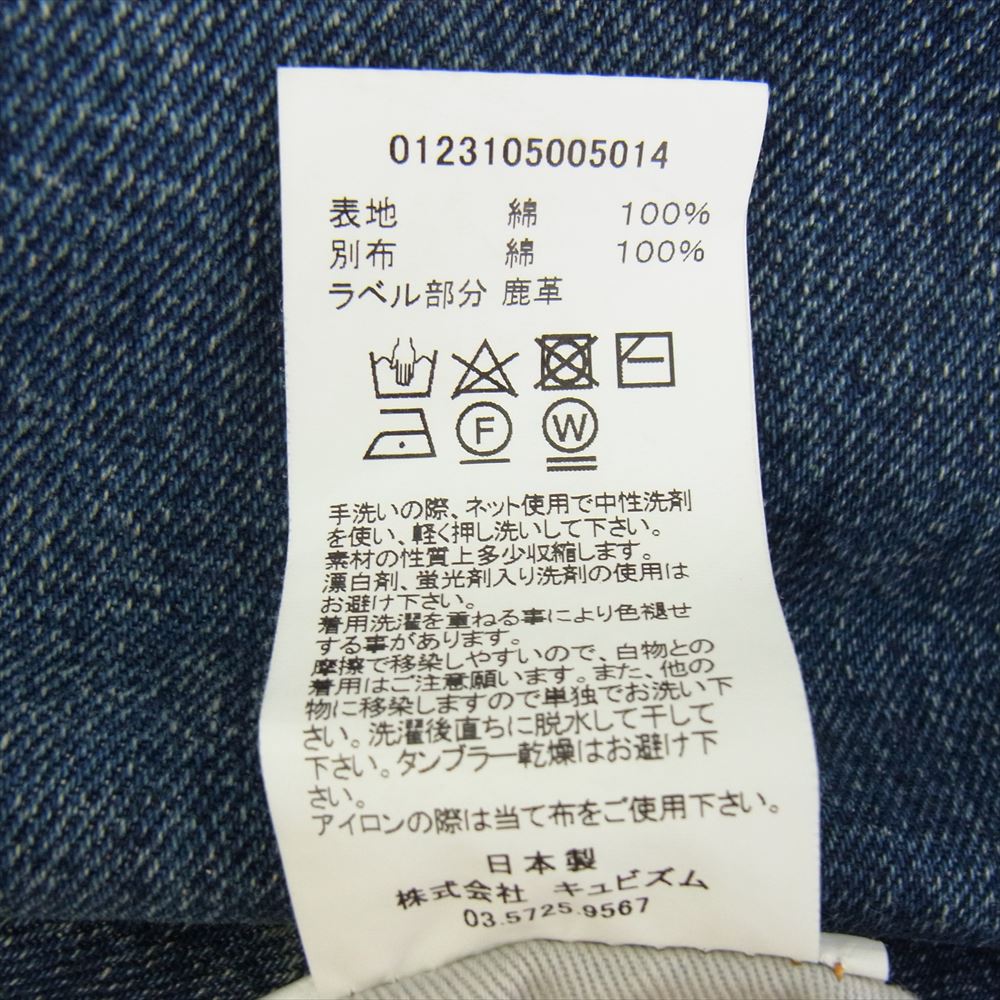 0123105005014
表地 綿 100%
別布 綿 100%
ラベル部分 鹿革
F W
手洗いの際、ネット使用で中性洗剤
を使い、軽く押し洗いして下さい。
素材の性質上多少収縮します。
漂白剤、蛍光剤入り洗剤の使用は
お避け下さい。
着用洗濯を重ねる事により色褪せ
する事があります。
摩擦で移染しやすいので、白物との
着用はご注意願います。また、他の
物に移染しますので単独でお洗い下
さい。洗濯後直ちに脱水して干して
下さい。タンブラー乾燥はお避け下
さい。
アイロンの際は当て布をご使用下さい。
日本製
株式会社 キュビズム
03.5725.9567